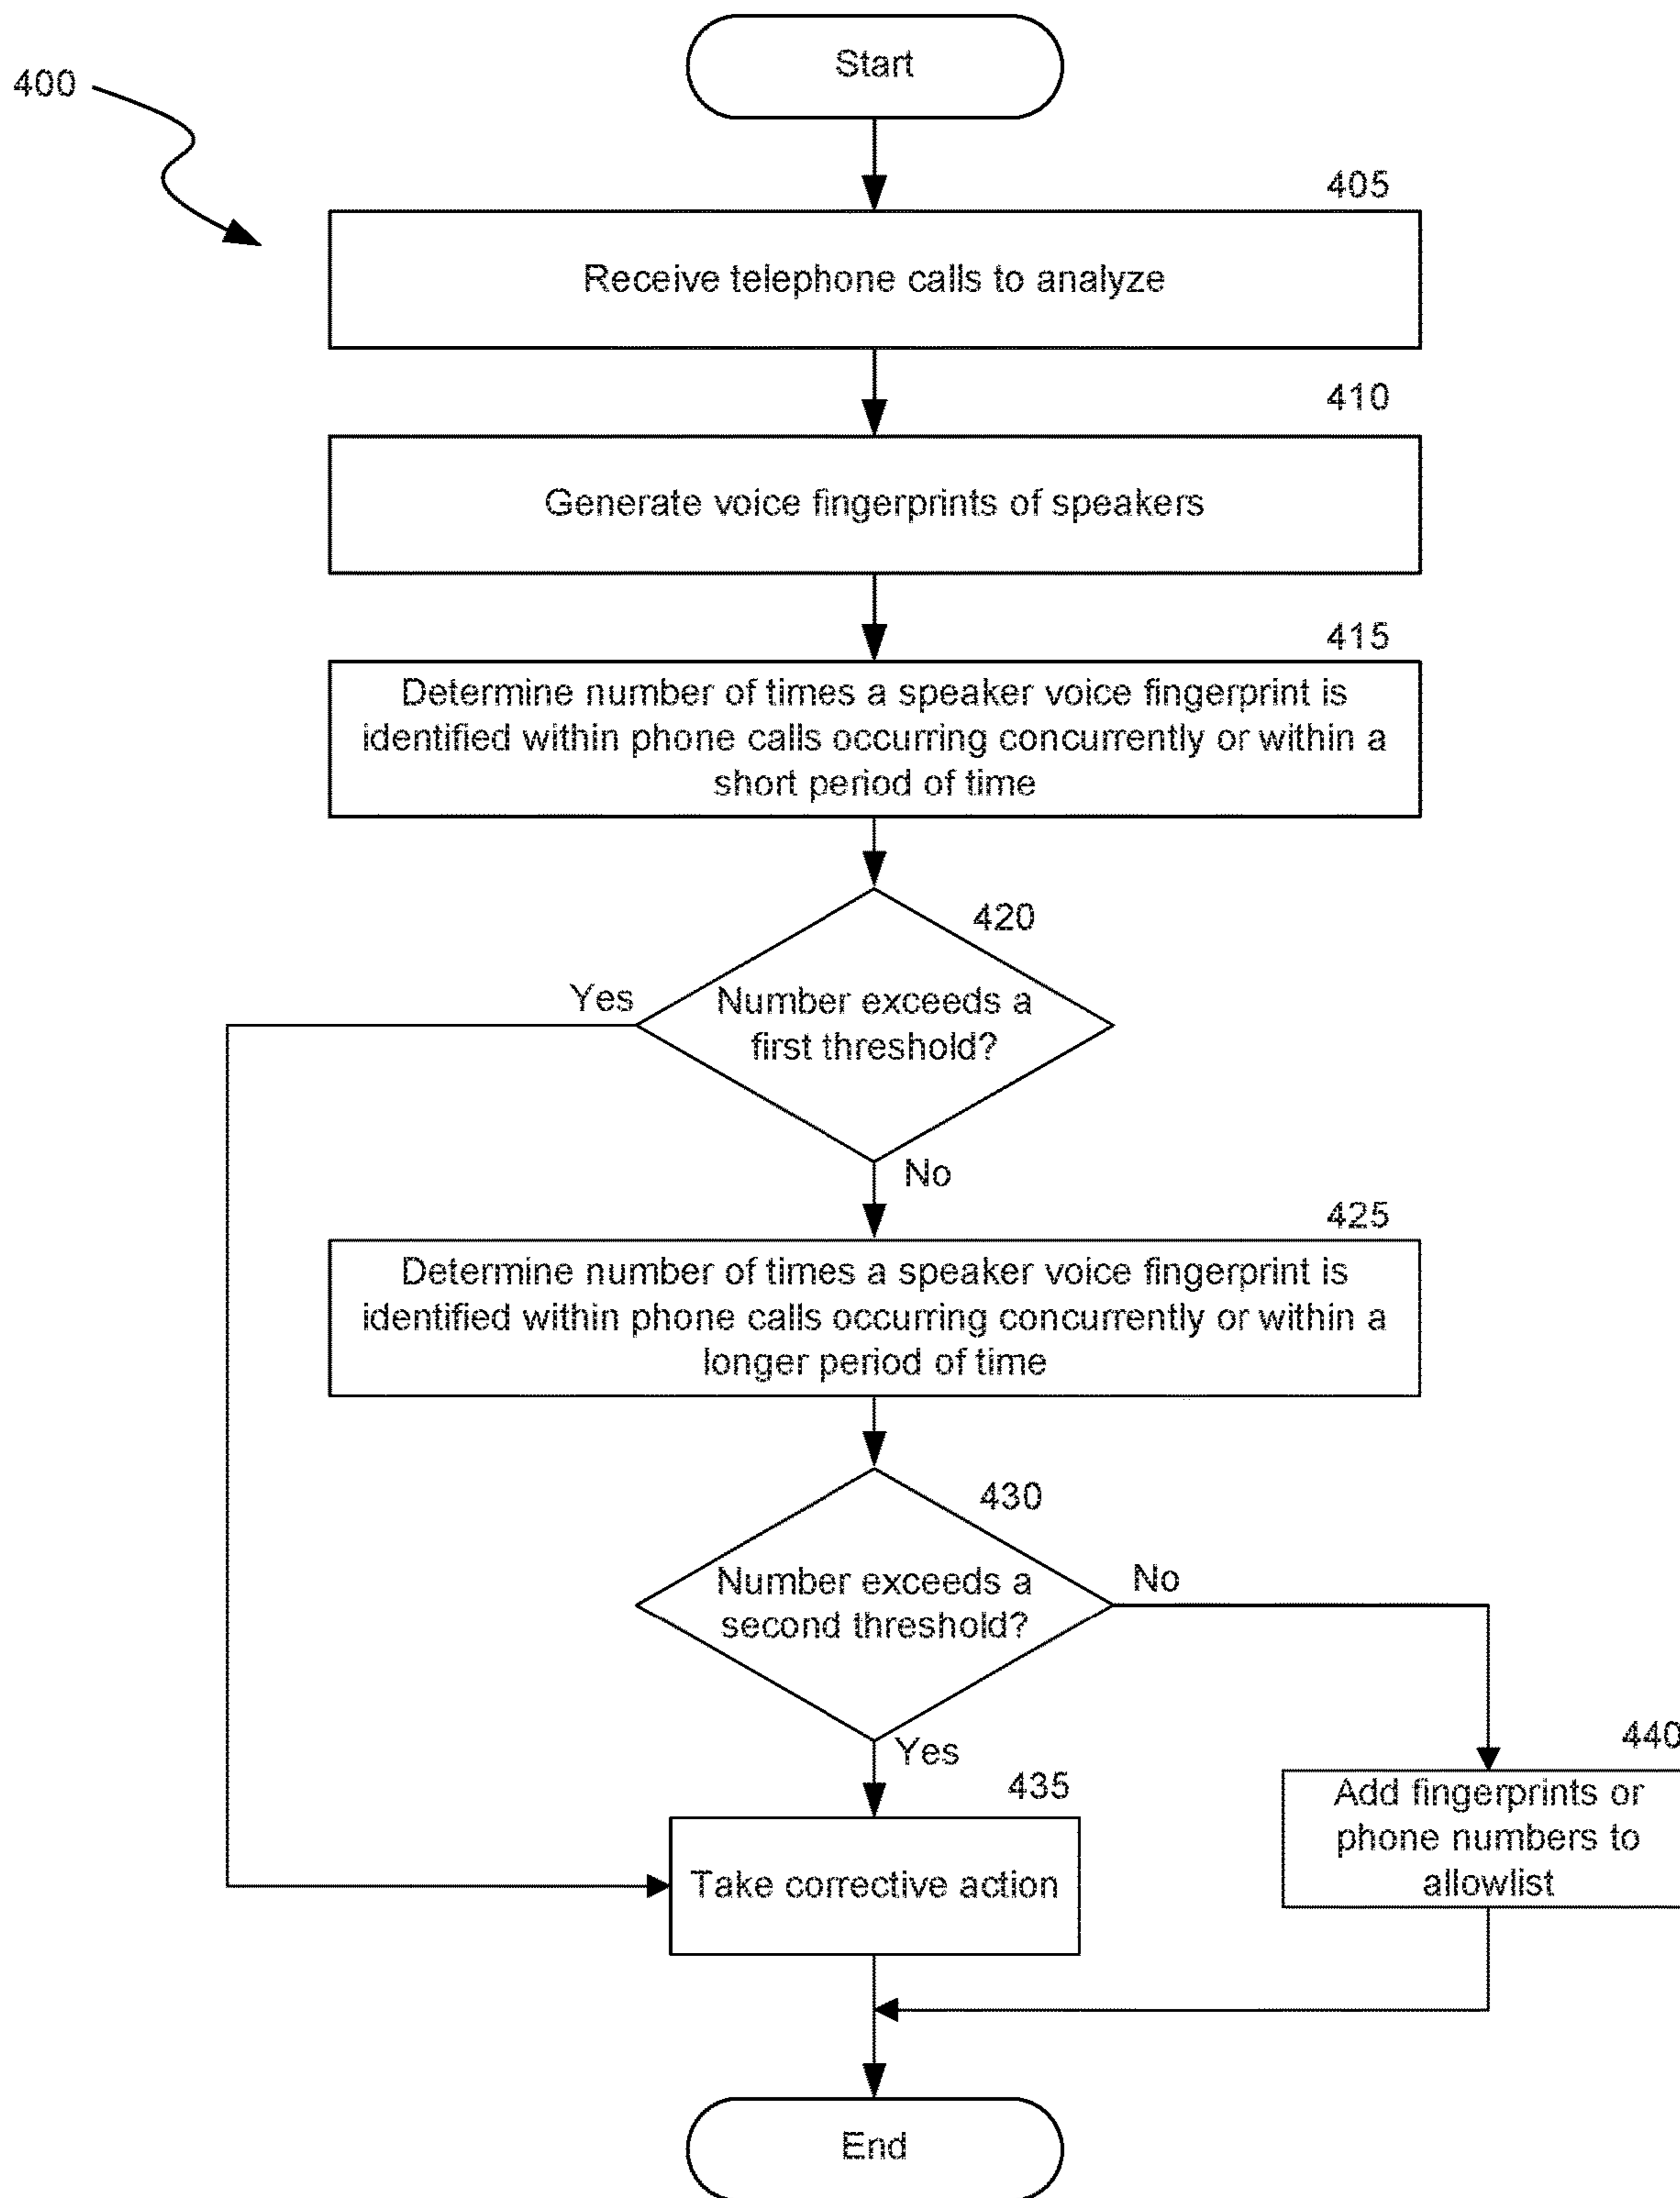 Start
400
405
Receive telephone calls to analyze
410
Generate voice fingerprints of speakers
415
Determine number of times a speaker voice fingerprint is
identified within phone calls occurring concurrently or within a
short period of time
420
Yes
Number exceeds a
first threshold?
No
425
Determine number of times a speaker voice fingerprint is
identified within phone calls occurring concurrently or within a
longer period of time
430
Number exceeds a
second threshold?
No
Yes
440
435
Add fingerprints or
phone numbers to
allowlist
Take corrective action
End